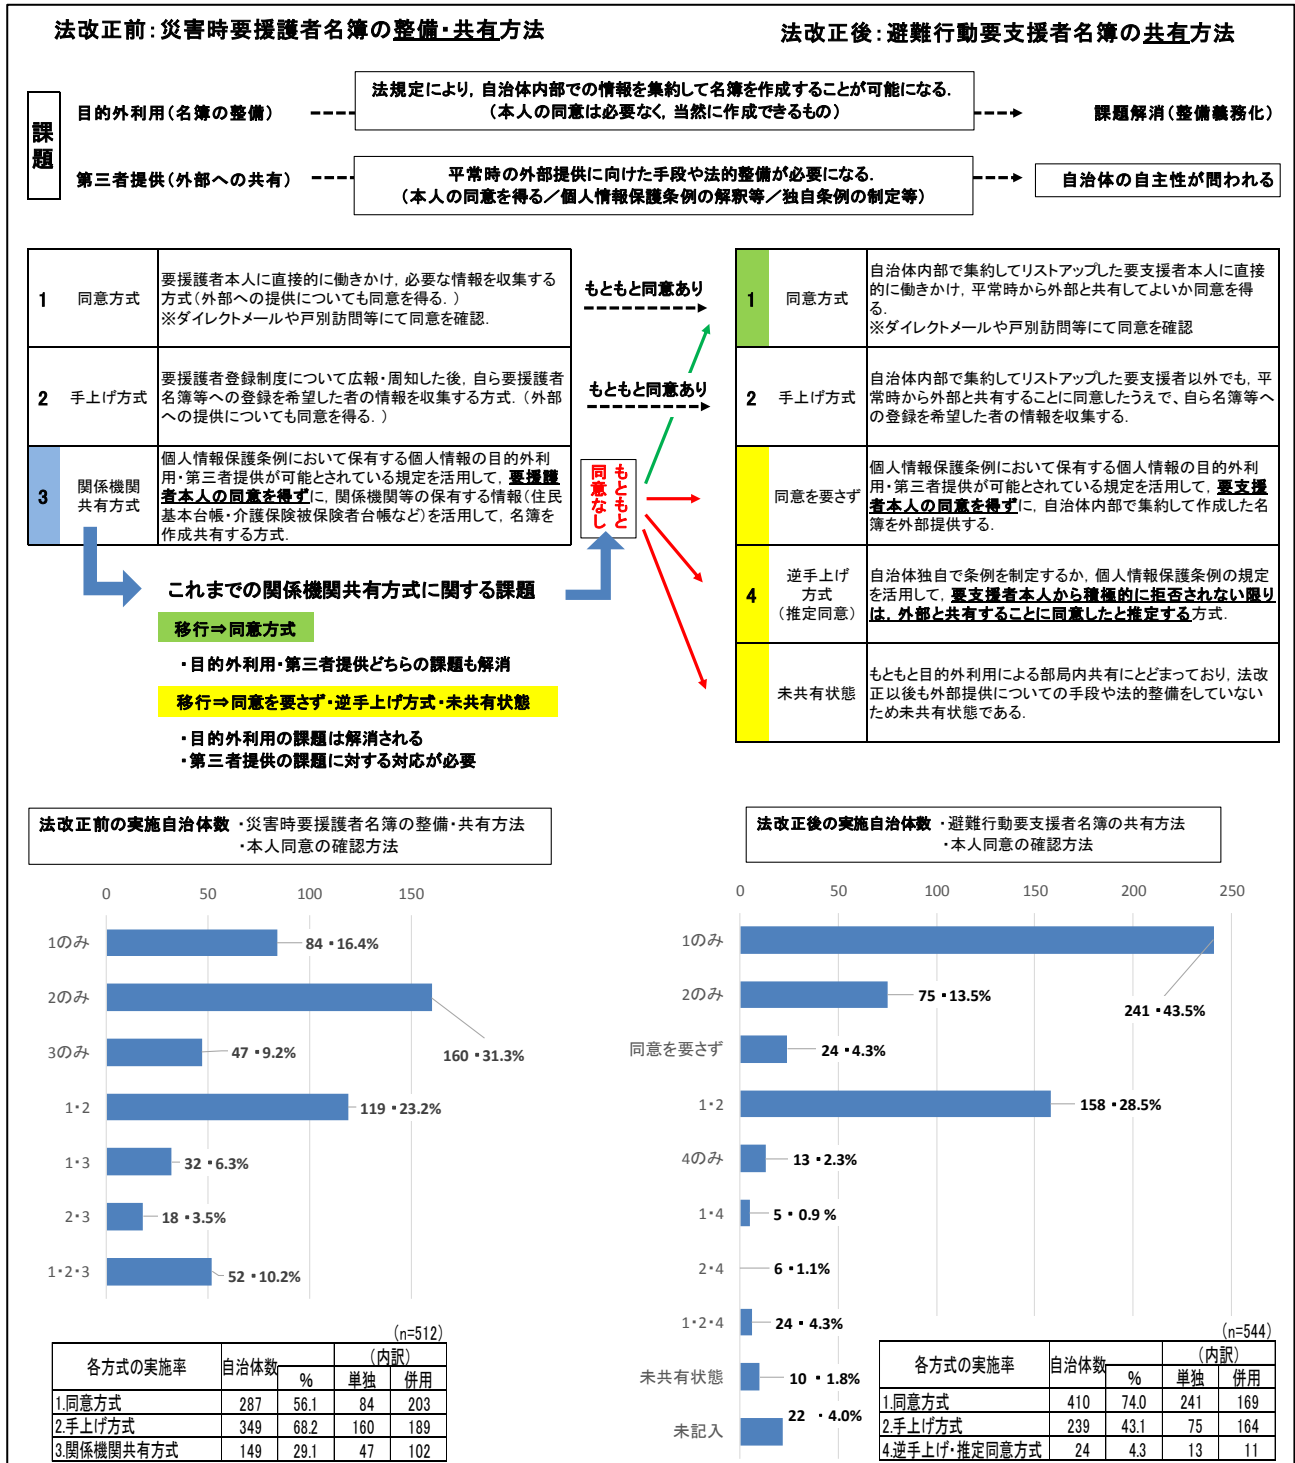 法改正前:災害時要援護者名簿の整備・共有方法
法改正後:避難行動要支援者名簿の共有方法
課題
目的外利用(名簿の整備)
法規定により,自治体内部での情報を集約して名簿を作成することが可能になる.
(本人の同意は必要なく,当然に作成できるもの)
課題解消(整備義務化)
第三者提供(外部への共有)
平常時の外部提供に向けた手段や法的整備が必要になる.
(本人の同意を得る/個人情報保護条例の解釈等/独自条例の制定等)
自治体の自主性が問われる
1 同意方式
要援護者本人に直接的に働きかけ,必要な情報を収集する
方式(外部への提供についても同意を得る.)
※ダイレクトメールや戸別訪問等にて同意を確認.
2 手上げ方式
要援護者登録制度について広報・周知した後,自ら要援護者
名簿等への登録を希望した者の情報を収集する方式.(外部
への提供についても同意を得る.)
3 関係機関
共有方式
個人情報保護条例において保有する個人情報の目的外利
用・第三者提供が可能とされている規定を活用して,要援護
者本人の同意を得ずに,関係機関等の保有する情報(住民
基本台帳・介護保険被保険者台帳など)を活用して,名簿を
作成共有する方式.
もともと同意あり
もともと同意あり
もともと
同意なし
1 同意方式
自治体内部で集約してリストアップした要支援者本人に直接
的に働きかけ,平常時から外部と共有してよいか同意を得
る.
※ダイレクトメールや戸別訪問等にて同意を確認
2 手上げ方式
自治体内部で集約してリストアップした要支援者以外でも,平
常時から外部と共有することに同意したうえで、自ら名簿等へ
の登録を希望した者の情報を収集する.
同意を要さず
個人情報保護条例において保有する個人情報の目的外利
用・第三者提供が可能とされている規定を活用して,要支援
者本人の同意を得ずに,自治体内部で集約して作成した名
簿を外部提供する.
4 逆手上げ
方式
(推定同意)
自治体独自で条例を制定するか,個人情報保護条例の規定
を活用して,要支援者本人から積極的に拒否されない限り
は,外部と共有することに同意したと推定する方式.
未共有状態
もともと目的外利用による部局内共有にとどまっており,法改
正以後も外部提供についての手段や法的整備をしていない
ため未共有状態である.
これまでの関係機関共有方式に関する課題
移行⇒同意方式
・目的外利用・第三者提供どちらの課題も解消
移行⇒同意を要さず・逆手上げ方式・未共有状態
・目的外利用の課題は解消される
・第三者提供の課題に対する対応が必要
法改正前の実施自治体数 ・災害時要援護者名簿の整備・共有方法
・本人同意の確認方法
0 50 100 150
1のみ 84・16.4%
2のみ 160・31.3%
3のみ 47・9.2%
1・2 119・23.2%
1・3 32・6.3%
2・3 18・3.5%
1・2・3 52・10.2%
(n=512)
各方式の実施率 自治体数 (内訳)
% 単独 併用
1.同意方式 287 56.1 84 203
2.手上げ方式 349 68.2 160 189
3.関係機関共有方式 149 29.1 47 102
法改正後の実施自治体数 ・避難行動要支援者名簿の共有方法
・本人同意の確認方法
0 50 100 150 200 250
1のみ 241・43.5%
2のみ 75・13.5%
同意を要さず 24・4.3%
1・2 158・28.5%
4のみ 13・2.3%
1・4 5・0.9%
2・4 6・1.1%
1・2・4 24・4.3%
未共有状態 10・1.8%
未記入 22・4.0%
(n=544)
各方式の実施率 自治体数 (内訳)
% 単独 併用
1.同意方式 410 74.0 241 169
2.手上げ方式 239 43.1 75 164
4.逆手上げ・推定同意方式 24 4.3 13 11